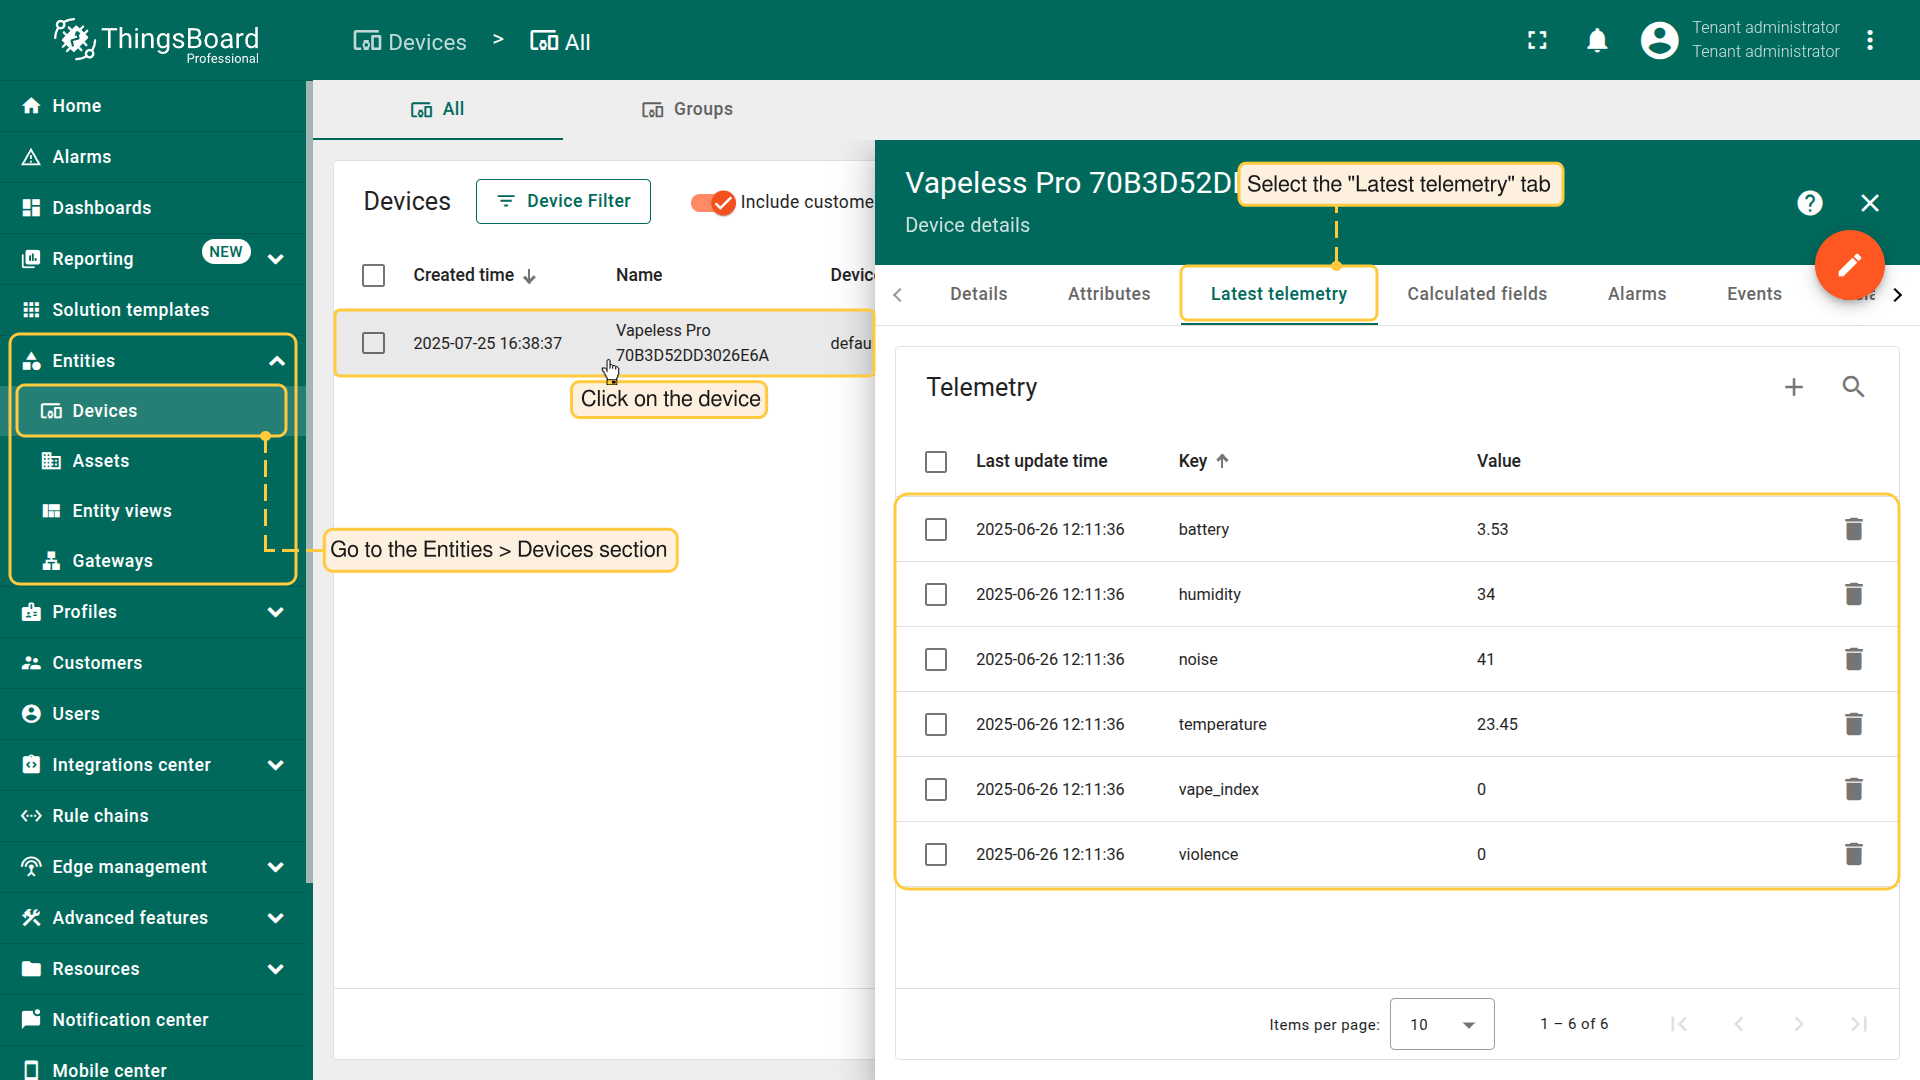 ThingsBoard
Professional
Devices > All
Tenant administrator
Tenant administrator
Home
Alarms
Dashboards
Reporting NEW
Solution templates
Entities
Devices
Assets
Entity views
Gateways
Profiles
Customers
Users
Integrations center
Rule chains
Edge management
Advanced features
Resources
Notification center
Mobile center
All
Groups
Devices
Device Filter
Include custome
Created time
Name
Devic
2025-07-25 16:38:37
Vapeless Pro
70B3D52DD3026E6A
defau
Click on the device
Go to the Entities > Devices section
Vapeless Pro 70B3D52D
Select the "Latest telemetry" tab
Device details
Details
Attributes
Latest telemetry
Calculated fields
Alarms
Events
Telemetry
Last update time
Key
Value
2025-06-26 12:11:36 battery 3.53
2025-06-26 12:11:36 humidity 34
2025-06-26 12:11:36 noise 41
2025-06-26 12:11:36 temperature 23.45
2025-06-26 12:11:36 vape_index 0
2025-06-26 12:11:36 violence 0
Items per page: 10 1 – 6 of 6